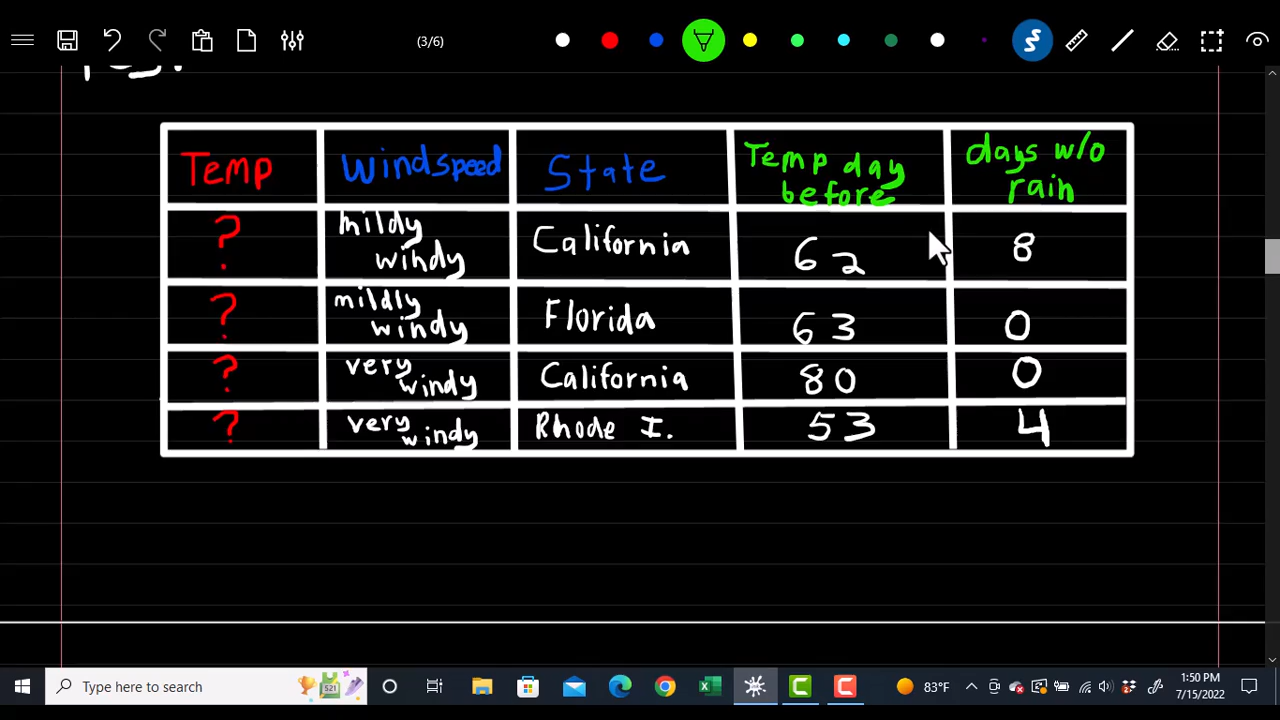 (3/6)
Temp
Windspeed
State
Temp day
before
days w/o
rain
?
mildy
windy
California
62
8
?
mildly
windy
Florida
63
0
?
very
windy
California
80
0
?
very
windy
Rhode I.
53
4
Type here to search
521
83°F
1:50 PM
7/15/2022